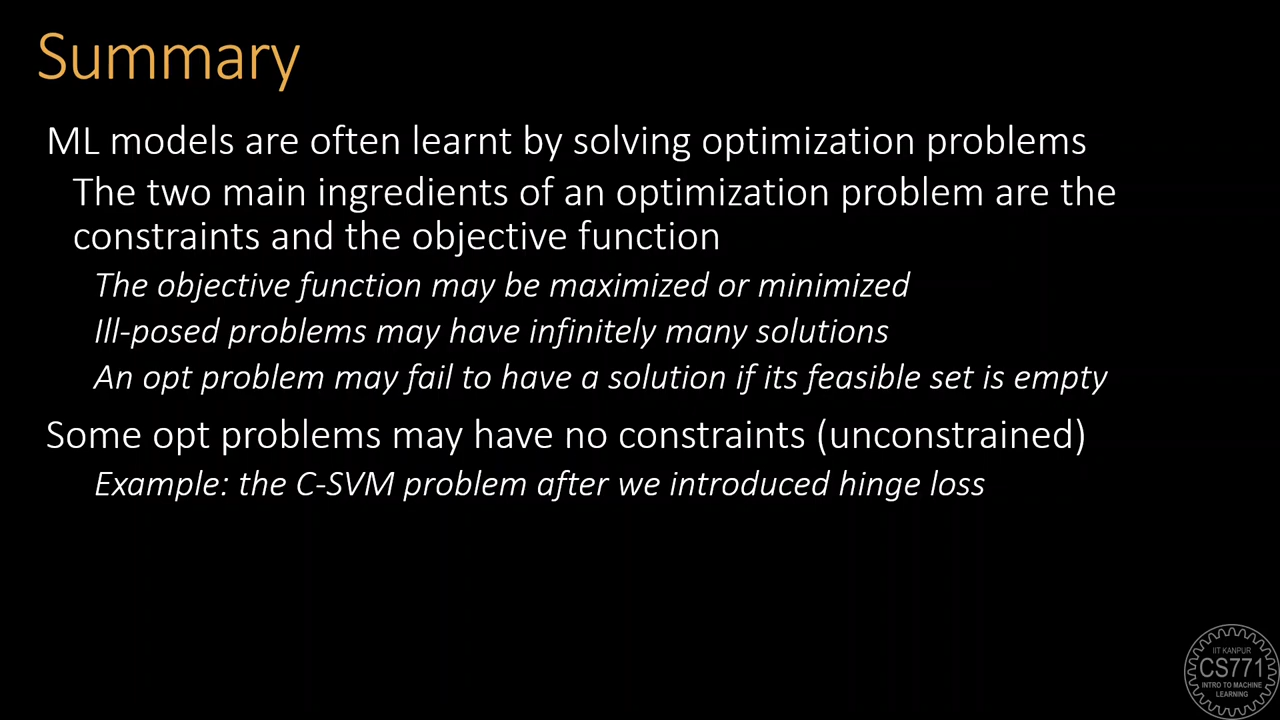 Summary
ML models are often learnt by solving optimization problems
The two main ingredients of an optimization problem are the
constraints and the objective function
The objective function may be maximized or minimized
Ill-posed problems may have infinitely many solutions
An opt problem may fail to have a solution if its feasible set is empty
Some opt problems may have no constraints (unconstrained)
Example: the C-SVM problem after we introduced hinge loss
IIT KANPUR
CS771
INTRO TO MACHINE
LEARNING